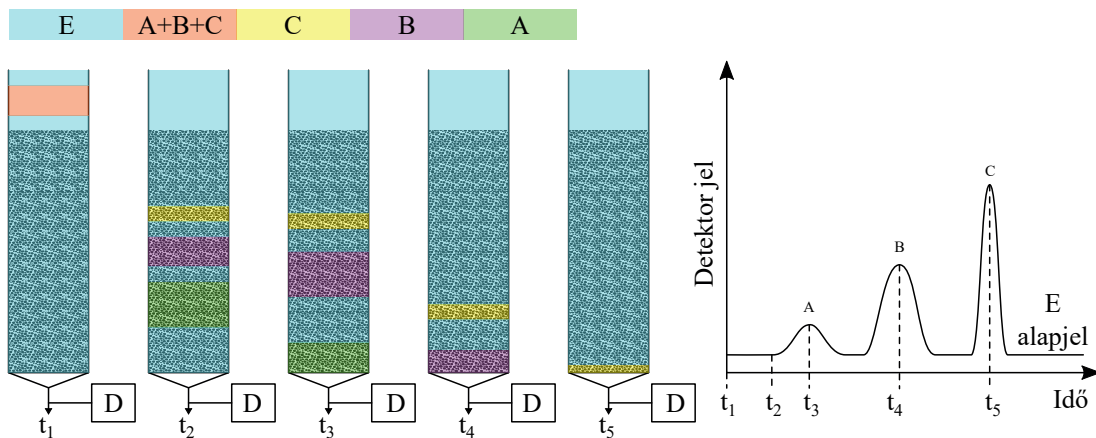 E A+B+C C B A
D D D D D
t1 t2 t3 t4 t5
Detektor jel
A
B
C
E
alapjel
t1 t2 t3 t4 t5 Idő